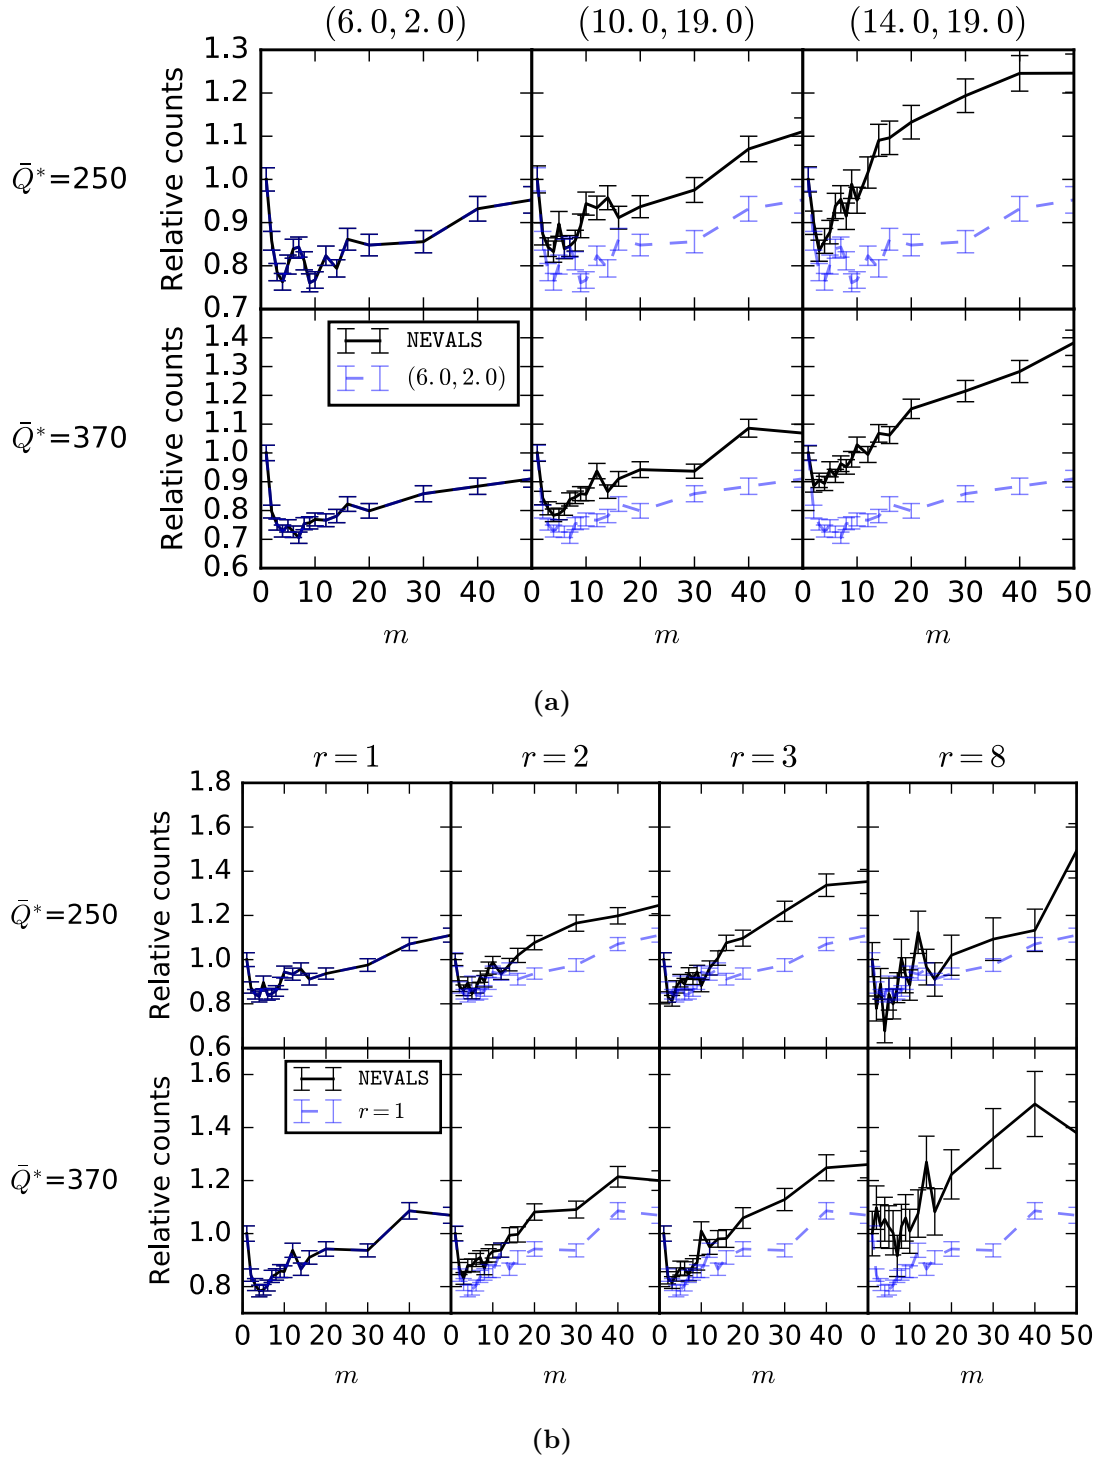 (6.0, 2.0) (10.0, 19.0) (14.0, 19.0)
1.3
1.2
1.1
1.0
0.9
0.8
0.7
Relative counts
Q̄*=250
1.4
1.3
1.2
1.1
1.0
0.9
0.8
0.7
0.6
Relative counts
Q̄*=370
NEVALS
(6.0, 2.0)
0 10 20 30 40 0 10 20 30 40 0 10 20 30 40 50
m m m
(a)
r = 1 r = 2 r = 3 r = 8
1.8
1.6
1.4
1.2
1.0
0.8
0.6
Relative counts
Q̄*=250
1.6
1.4
1.2
1.0
0.8
Relative counts
Q̄*=370
NEVALS
r = 1
0 10 20 30 40 0 10 20 30 40 0 10 20 30 40 0 10 20 30 40 50
m m m m
(b)